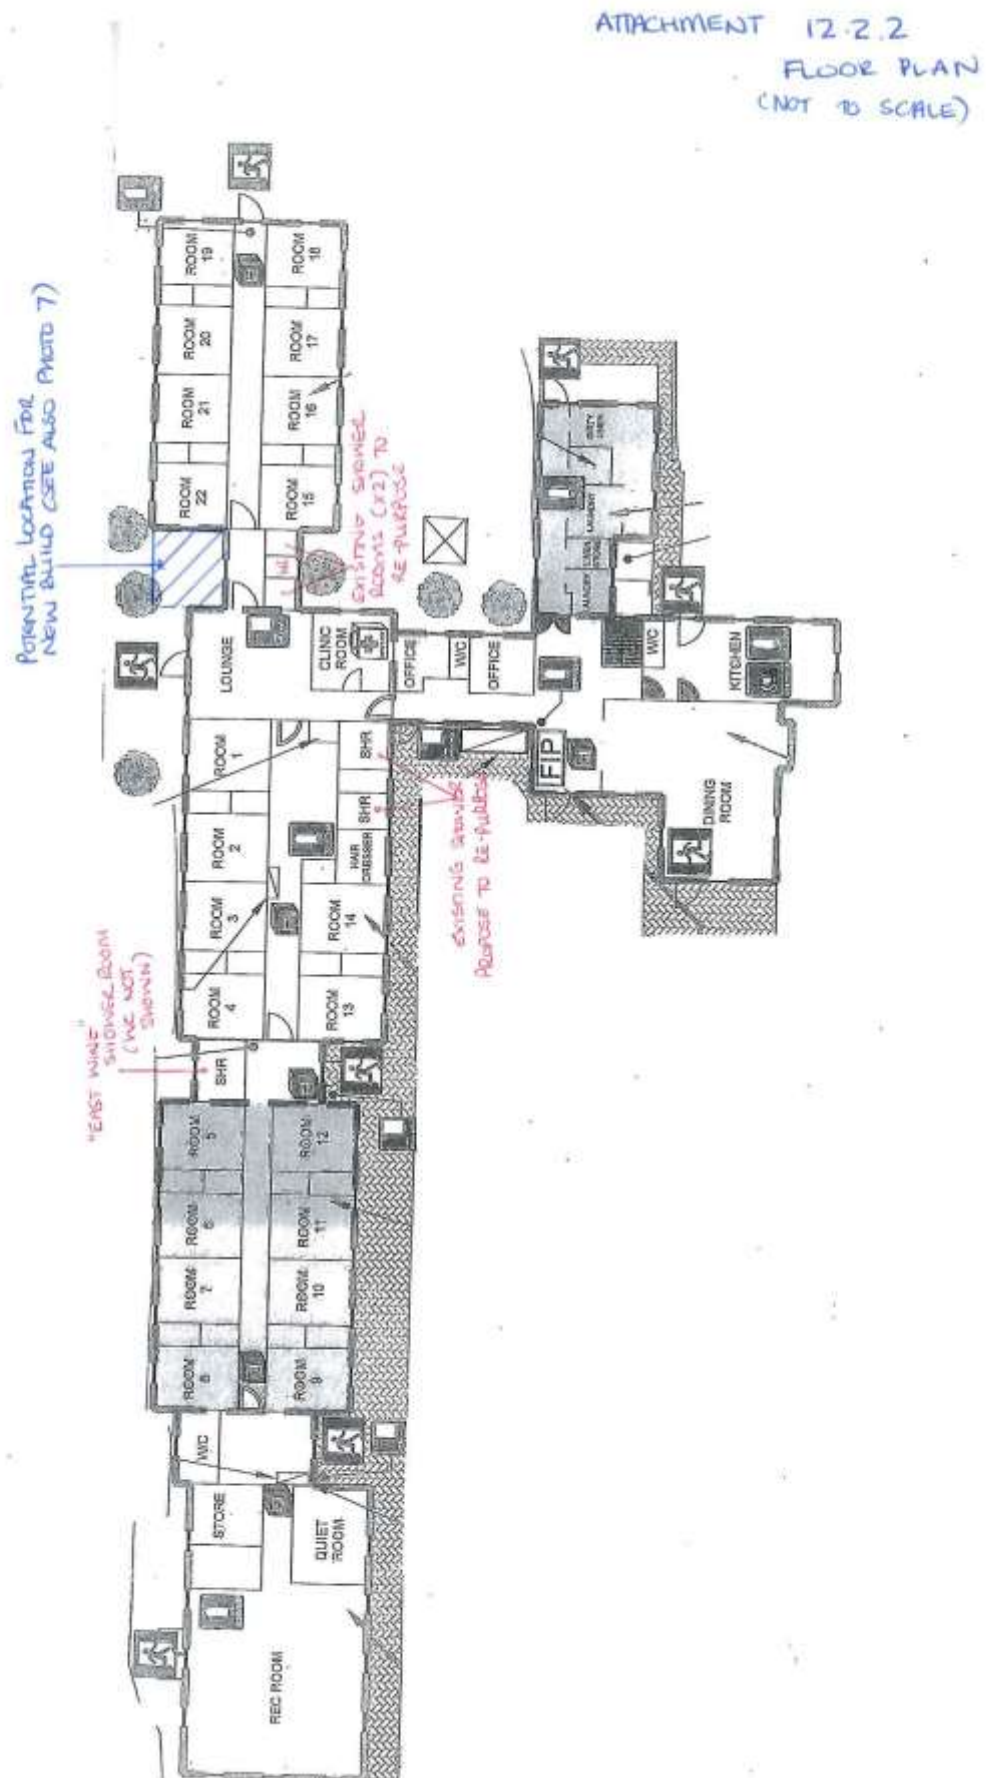 ATTACHMENT 12.2.2
FLOOR PLAN
(NOT TO SCALE)
POTENTIAL LOCATION FOR
NEW BUILD (SEE ALSO PHOTO 7)
ROOM
19
ROOM
18
ROOM
20
ROOM
17
ROOM
21
ROOM
16
ROOM
22
ROOM
15
EXISTING SHOWER
ROOMS (X2) TO
RE-PURPOSE
DIRTY
LINEN
LAUNDRY
LOUNGE
CLINIC
ROOM
OFFICE
W/C
OFFICE
W/C
KITCHEN
ROOM
1
SHR
SHR
ROOM
2
HAIR
DRESSER
FIP
DINING
ROOM
ROOM
3
ROOM
14
ROOM
4
ROOM
13
EXISTING SHOWER
PROPOSE TO RE-PURPOSE
"EAST WING"
SHOWER ROOM
(WC NOT
SHOWN)
SHR
ROOM
5
ROOM
12
ROOM
6
ROOM
11
ROOM
7
ROOM
10
ROOM
8
ROOM
9
W/C
STORE
QUIET
ROOM
REC ROOM